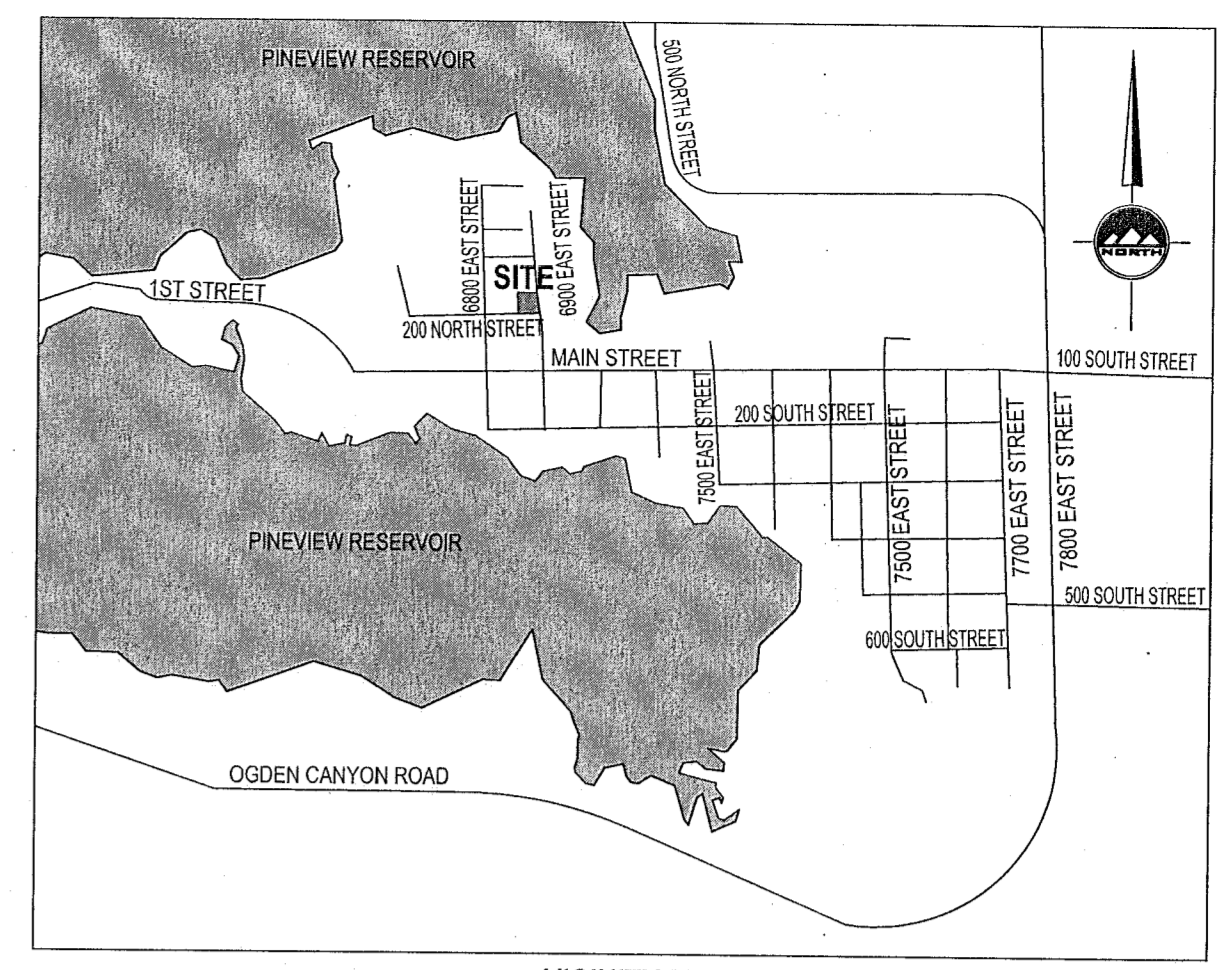 PINEVIEW RESERVOIR
500 NORTH STREET
6800 EAST STREET
6900 EAST STREET
SITE
NORTH
1ST STREET
200 NORTH STREET
MAIN STREET
100 SOUTH STREET
7500 EAST STREET
200 SOUTH STREET
7500 EAST STREET
7700 EAST STREET
7800 EAST STREET
PINEVIEW RESERVOIR
500 SOUTH STREET
600 SOUTH STREET
OGDEN CANYON ROAD